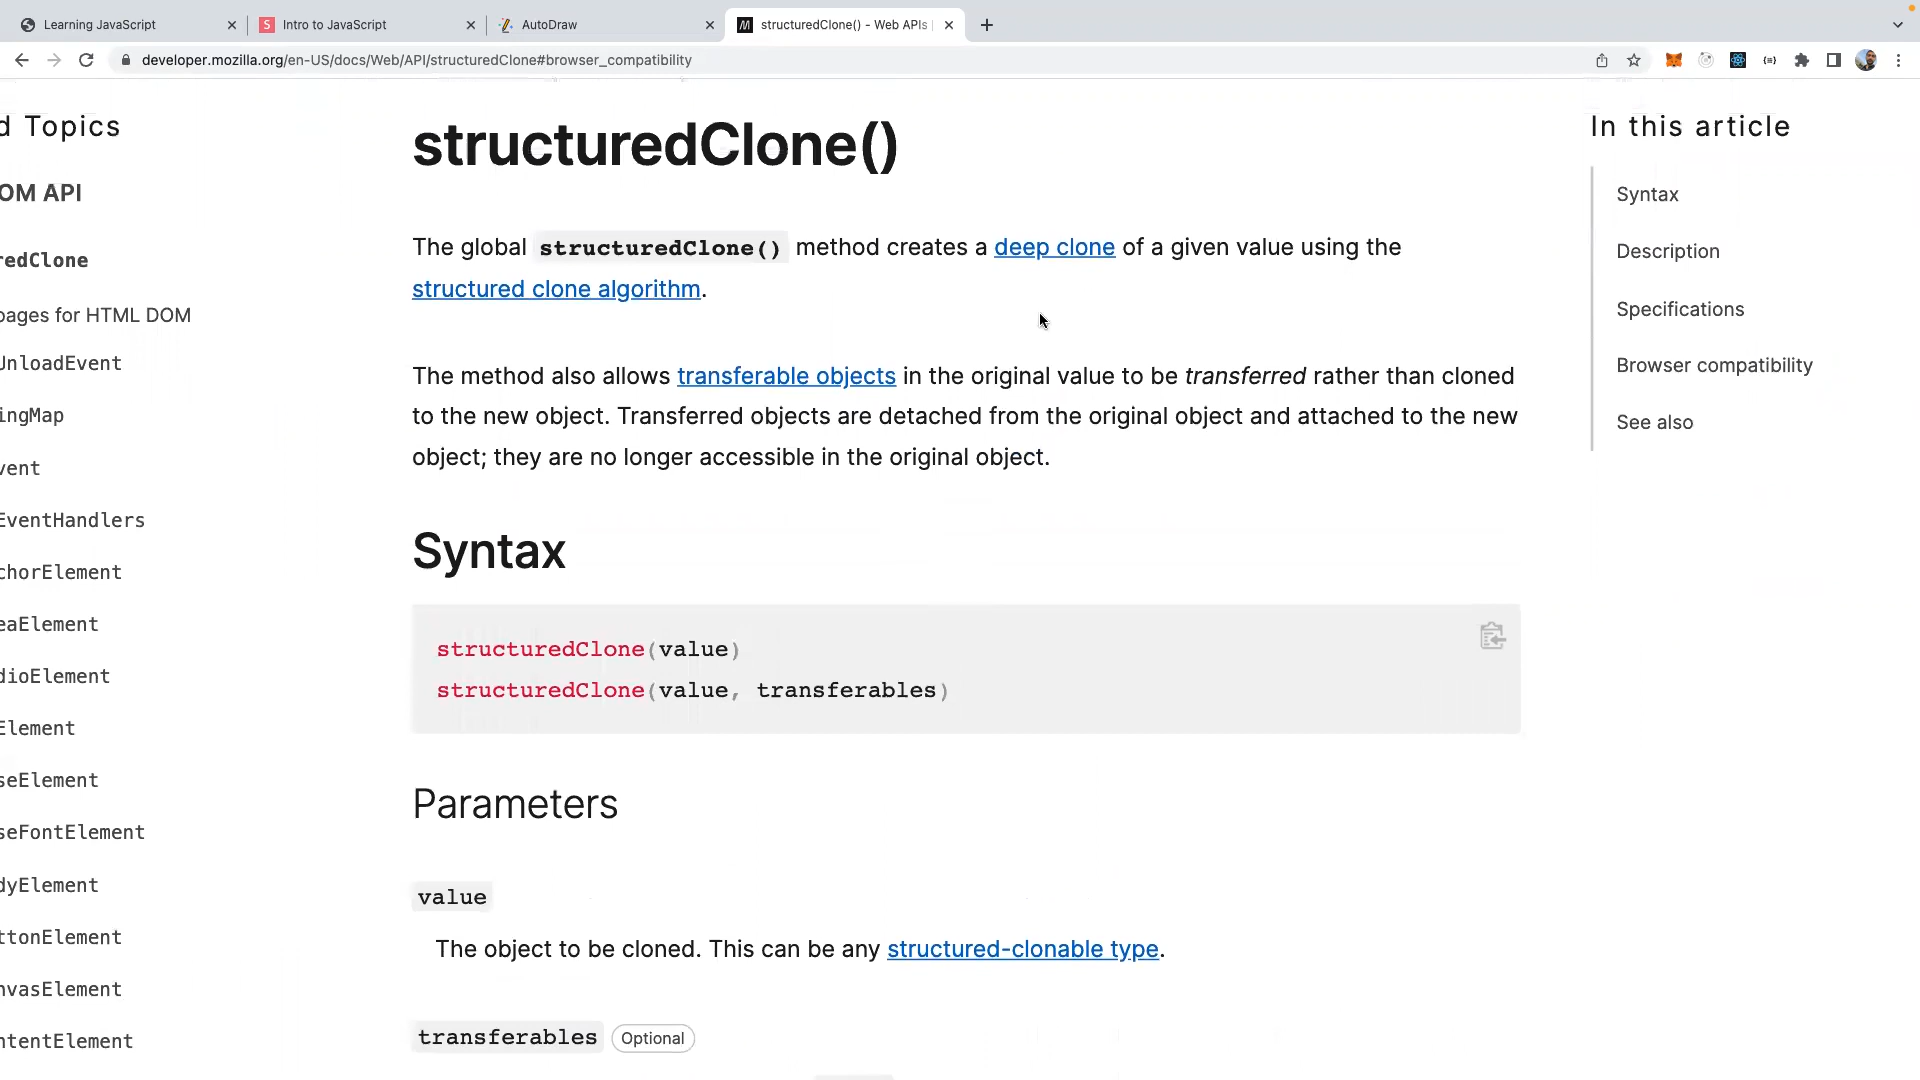 Learning JavaScript
Intro to JavaScript
AutoDraw
structuredClone() - Web APIs |
developer.mozilla.org/en-US/docs/Web/API/structuredClone#browser_compatibility
d Topics
OM API
redClone
pages for HTML DOM
UnloadEvent
ingMap
vent
EventHandlers
chorElement
eaElement
dioElement
Element
seElement
seFontElement
dyElement
ttonElement
nvasElement
ntentElement
structuredClone()
The global structuredClone() method creates a deep clone of a given value using the
structured clone algorithm.
The method also allows transferable objects in the original value to be transferred rather than cloned
to the new object. Transferred objects are detached from the original object and attached to the new
object; they are no longer accessible in the original object.
Syntax
structuredClone(value)
structuredClone(value, transferables)
Parameters
value
The object to be cloned. This can be any structured-clonable type.
transferables Optional
In this article
Syntax
Description
Specifications
Browser compatibility
See also